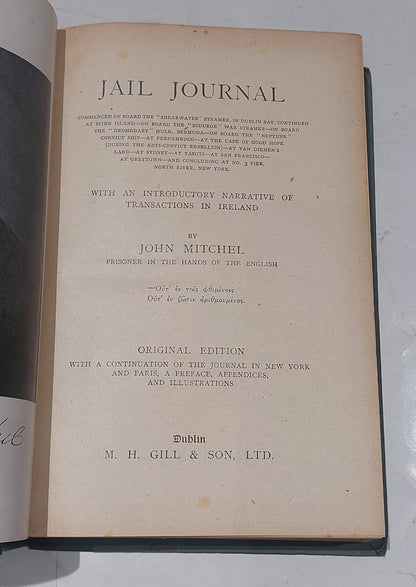 JAIL JOURNAL
COMMENCED ON BOARD THE "SHEARWATER" STEAMER, IN DUBLIN BAY, CONTINUED
AT SPIKE ISLAND—ON BOARD THE "SCOURGE" WAR STEAMER—ON BOARD
THE "DROMEDARY" HULK, BERMUDA—ON BOARD THE "NEPTUNE"
CONVICT SHIP—AT PERNAMBUCO—AT THE CAPE OF GOOD HOPE
(DURING THE ANTI-CONVICT REBELLION)—AT VAN DIEMEN'S
LAND—AT SYDNEY—AT TAHITI—AT SAN FRANCISCO—
AT GREYTOWN—AND CONCLUDING AT NO. 3 PIER,
NORTH RIVER, NEW YORK.
WITH AN INTRODUCTORY NARRATIVE OF
TRANSACTIONS IN IRELAND
BY
JOHN MITCHEL
PRISONER IN THE HANDS OF THE ENGLISH
—Οὔτ' ἐν τοῖς φθιμένοις
Οὔτ' ἐν ζῶσιν ἀριθμουμένος.
ORIGINAL EDITION
WITH A CONTINUATION OF THE JOURNAL IN NEW YORK
AND PARIS, A PREFACE, APPENDICES,
AND ILLUSTRATIONS
Dublin
M. H. GILL & SON, LTD.